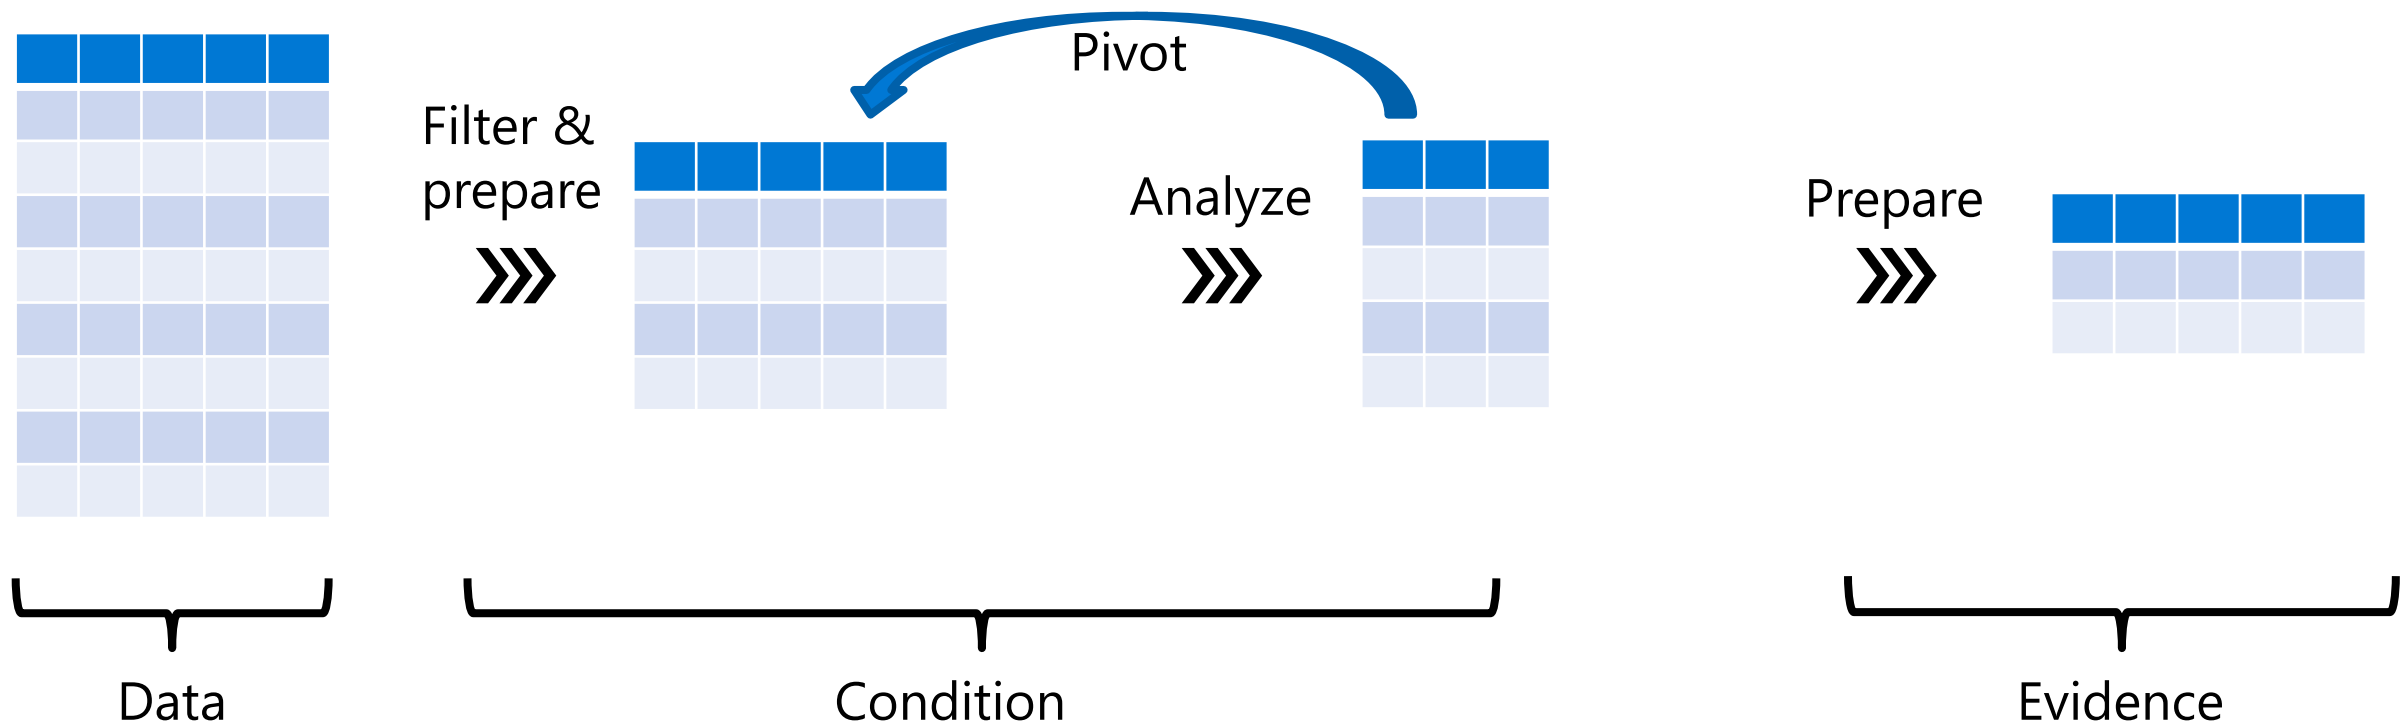 Pivot
Filter &
prepare
Analyze
Prepare
Data
Condition
Evidence